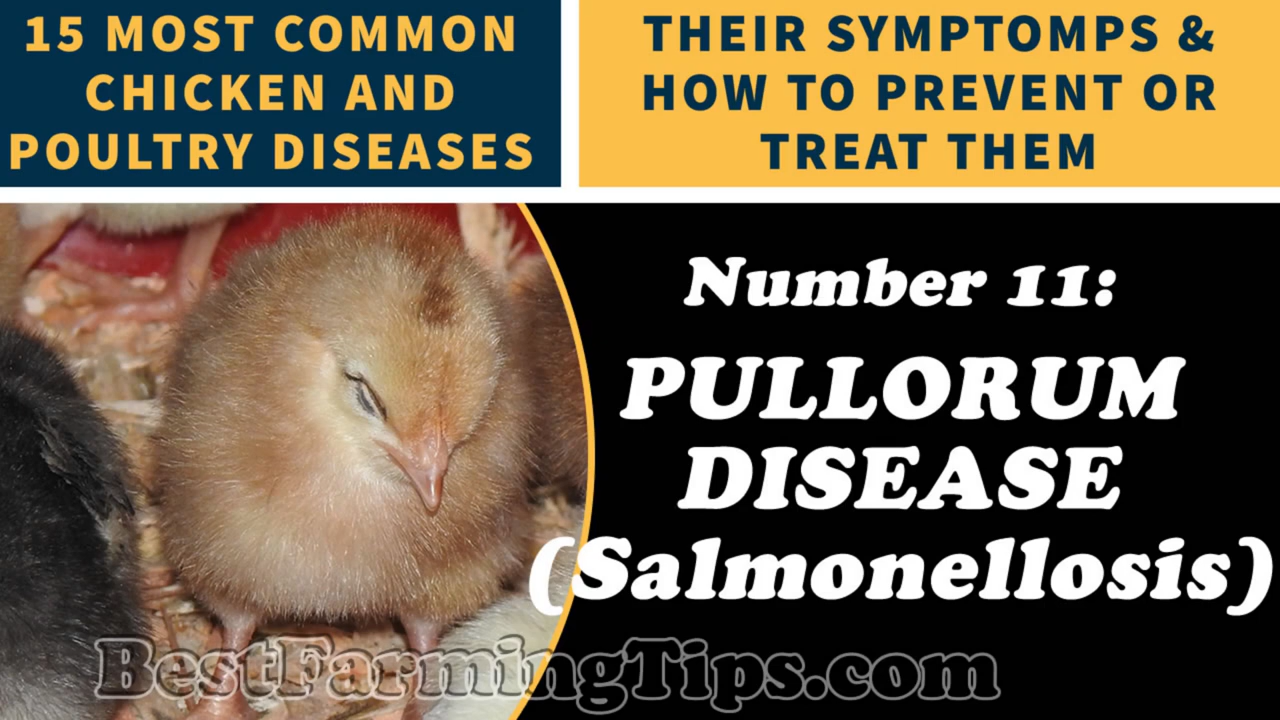 15 MOST COMMON
CHICKEN AND
POULTRY DISEASES
THEIR SYMPTOMPS &
HOW TO PREVENT OR
TREAT THEM
Number 11:
PULLORUM
DISEASE
(Salmonellosis)
BestFarmingTips.com